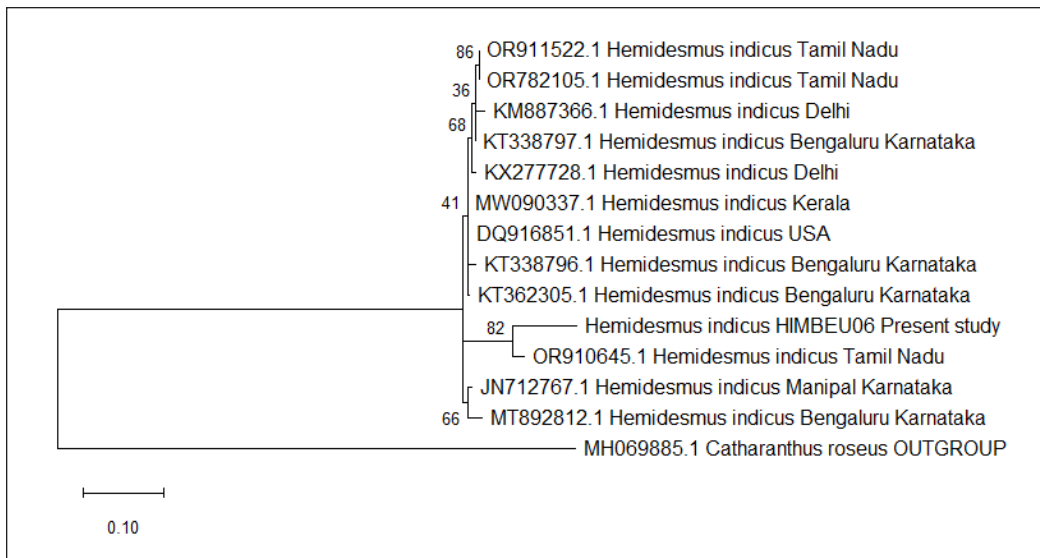 86
OR911522.1 Hemidesmus indicus Tamil Nadu
OR782105.1 Hemidesmus indicus Tamil Nadu
36
KM887366.1 Hemidesmus indicus Delhi
68
KT338797.1 Hemidesmus indicus Bengaluru Karnataka
KX277728.1 Hemidesmus indicus Delhi
41
MW090337.1 Hemidesmus indicus Kerala
DQ916851.1 Hemidesmus indicus USA
KT338796.1 Hemidesmus indicus Bengaluru Karnataka
KT362305.1 Hemidesmus indicus Bengaluru Karnataka
82
Hemidesmus indicus HIMBEU06 Present study
OR910645.1 Hemidesmus indicus Tamil Nadu
JN712767.1 Hemidesmus indicus Manipal Karnataka
66
MT892812.1 Hemidesmus indicus Bengaluru Karnataka
MH069885.1 Catharanthus roseus OUTGROUP
0.10